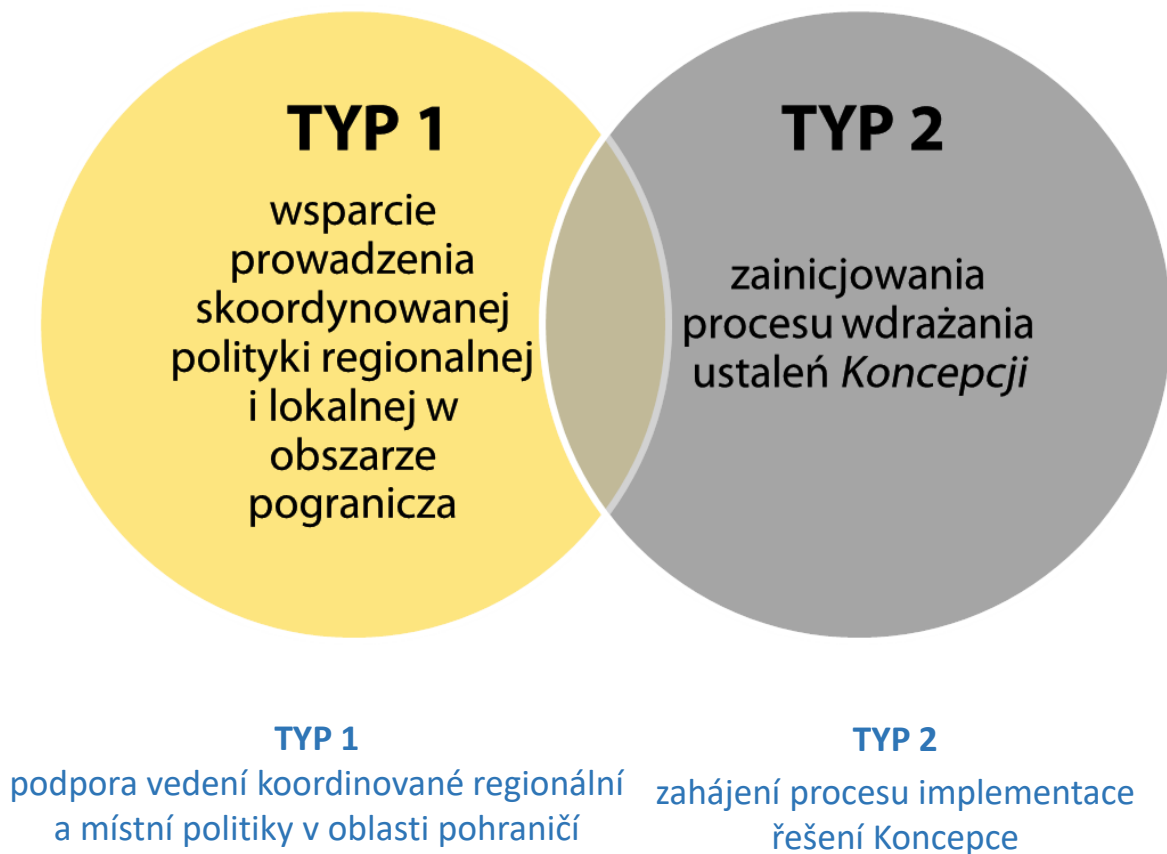 TYP 1
wsparcie
prowadzenia
skoordynowanej
polityki regionalnej
i lokalnej w
obszarze
pogranicza
TYP 2
zainicjowania
procesu wdrażania
ustaleń Koncepcji
TYP 1
podpora vedení koordinované regionální
a místní politiky v oblasti pohraničí
TYP 2
zahájení procesu implementace
řešení Koncepce